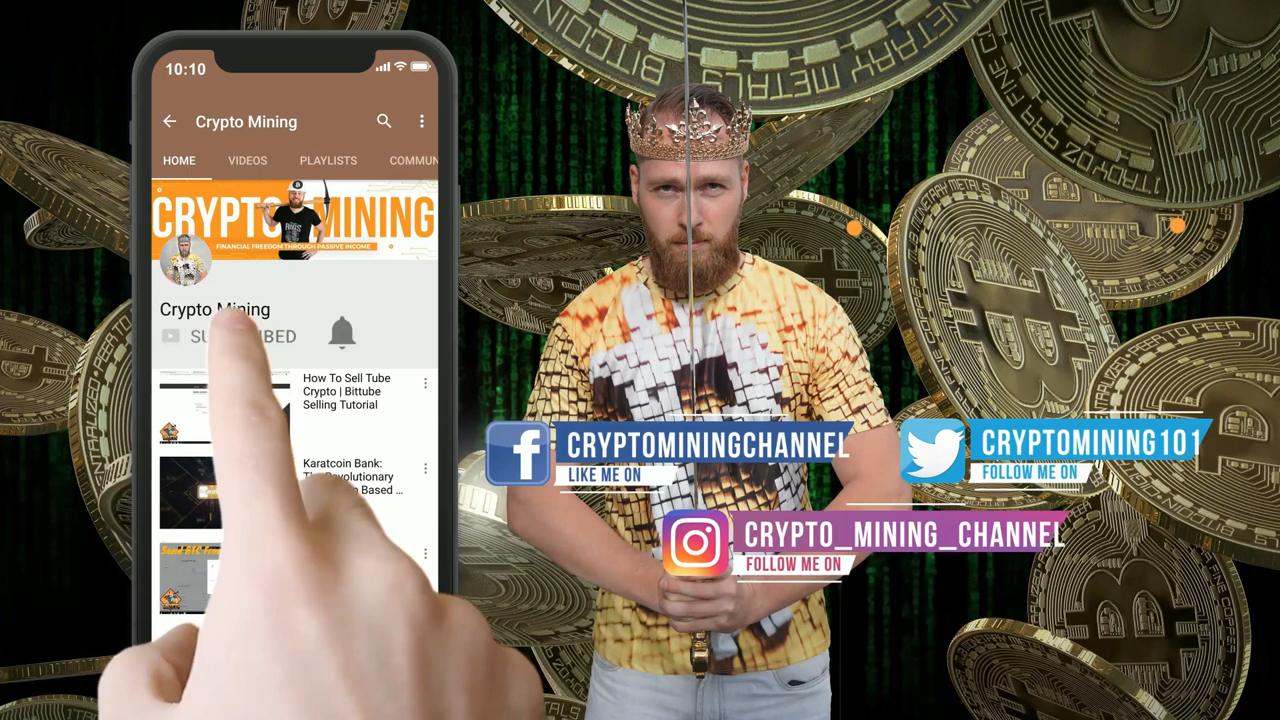 10:10
Crypto Mining
HOME VIDEOS PLAYLISTS COMMUN
CRYPTO MINING
FINANCIAL FREEDOM THROUGH PASSIVE INCOME
Crypto Mining
How To Sell Tube
Crypto | Bittube
Selling Tutorial
Karatcoin Bank:
Revolutionary
Based ...
CRYPTOMININGCHANNEL
LIKE ME ON
CRYPTOMINING101
FOLLOW ME ON
CRYPTO_MINING_CHANNEL
FOLLOW ME ON